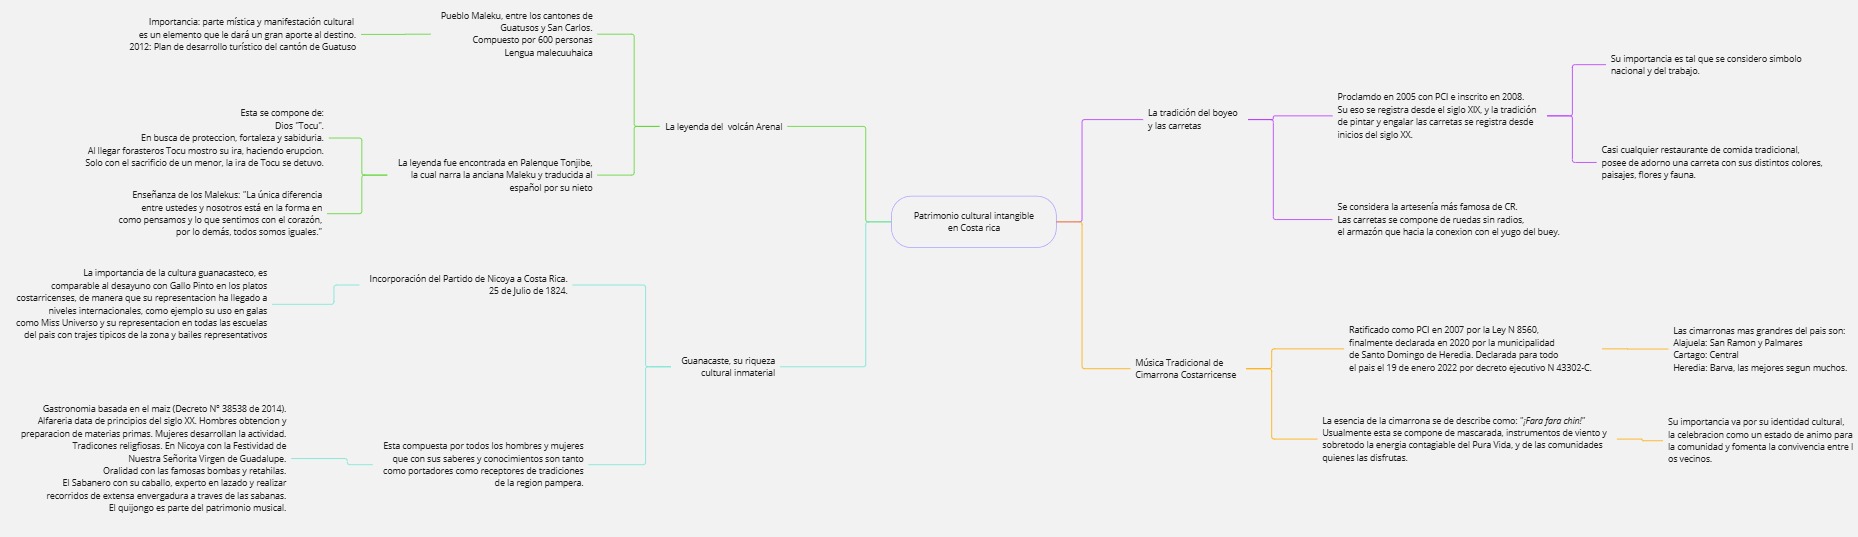 Patrimonio cultural intangible
en Costa rica
La leyenda del volcán Arenal
Pueblo Maleku, entre los cantones de
Guatusos y San Carlos.
Compuesto por 600 personas
Lengua malecuuhaica
Importancia: parte mística y manifestación cultural
es un elemento que le dará un gran aporte al destino.
2012: Plan de desarrollo turístico del cantón de Guatuso
La leyenda fue encontrada en Palenque Tonjibe,
la cual narra la anciana Maleku y traducida al
español por su nieto
Esta se compone de:
Dios "Tocu".
En busca de proteccion, fortaleza y sabiduria.
Al llegar forasteros Tocu mostro su ira, haciendo erupcion.
Solo con el sacrificio de un menor, la ira de Tocu se detuvo.
Enseñanza de los Malekus: "La única diferencia
entre ustedes y nosotros está en la forma en
como pensamos y lo que sentimos con el corazón,
por lo demás, todos somos iguales."
Guanacaste, su riqueza
cultural inmaterial
Incorporación del Partido de Nicoya a Costa Rica.
25 de Julio de 1824.
La importancia de la cultura guanacasteco, es
comparable al desayuno con Gallo Pinto en los platos
costarricenses, de manera que su representacion ha llegado a
niveles internacionales, como ejemplo su uso en galas
como Miss Universo y su representacion en todas las escuelas
del pais con trajes tipicos de la zona y bailes representativos
Esta compuesta por todos los hombres y mujeres
que con sus saberes y conocimientos son tanto
como portadores como receptores de tradiciones
de la region pampera.
Gastronomia basada en el maiz (Decreto Nº 38538 de 2014).
Alfareria data de principios del siglo XX. Hombres obtencion y
preparacion de materias primas. Mujeres desarrollan la actividad.
Tradicones religfiosas. En Nicoya con la Festividad de
Nuestra Señorita Virgen de Guadalupe.
Oralidad con las famosas bombas y retahilas.
El Sabanero con su caballo, experto en lazado y realizar
recorridos de extensa envergadura a traves de las sabanas.
El quijongo es parte del patrimonio musical.
La tradición del boyeo
y las carretas
Proclamdo en 2005 con PCI e inscrito en 2008.
Su eso se registra desde el siglo XIX, y la tradición
de pintar y engalar las carretas se registra desde
inicios del siglo XX.
Su importancia es tal que se considero simbolo
nacional y del trabajo.
Casi cualquier restaurante de comida tradicional,
posee de adorno una carreta con sus distintos colores,
paisajes, flores y fauna.
Se considera la artesenía más famosa de CR.
Las carretas se compone de ruedas sin radios,
el armazón que hacia la conexion con el yugo del buey.
Música Tradicional de
Cimarrona Costarricense
Ratificado como PCI en 2007 por la Ley N 8560,
finalmente declarada en 2020 por la municipalidad
de Santo Domingo de Heredia. Declarada para todo
el pais el 19 de enero 2022 por decreto ejecutivo N 43302-C.
Las cimarronas mas grandres del pais son:
Alajuela: San Ramon y Palmares
Cartago: Central
Heredia: Barva, las mejores segun muchos.
La esencia de la cimarrona se de describe como: "¡Fara fara chin!"
Usualmente esta se compone de mascarada, instrumentos de viento y
sobretodo la energia contagiable del Pura Vida, y de las comunidades
quienes las disfrutas.
Su importancia va por su identidad cultural,
la celebracion como un estado de animo para
la comunidad y fomenta la convivencia entre l
os vecinos.